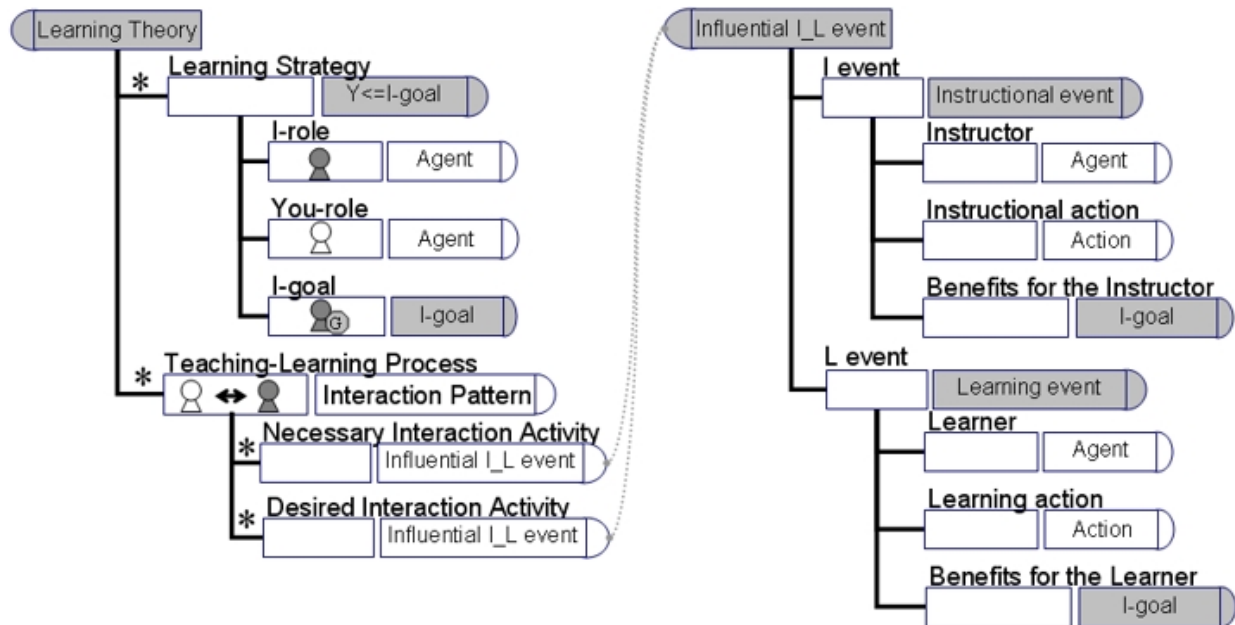 Learning Theory
*
Learning Strategy
Y<=I-goal
I-role
Agent
You-role
Agent
I-goal
G
I-goal
*
Teaching-Learning Process
Interaction Pattern
*
Necessary Interaction Activity
Influential I_L event
*
Desired Interaction Activity
Influential I_L event
Influential I_L event
I event
Instructional event
Instructor
Agent
Instructional action
Action
Benefits for the Instructor
I-goal
L event
Learning event
Learner
Agent
Learning action
Action
Benefits for the Learner
I-goal